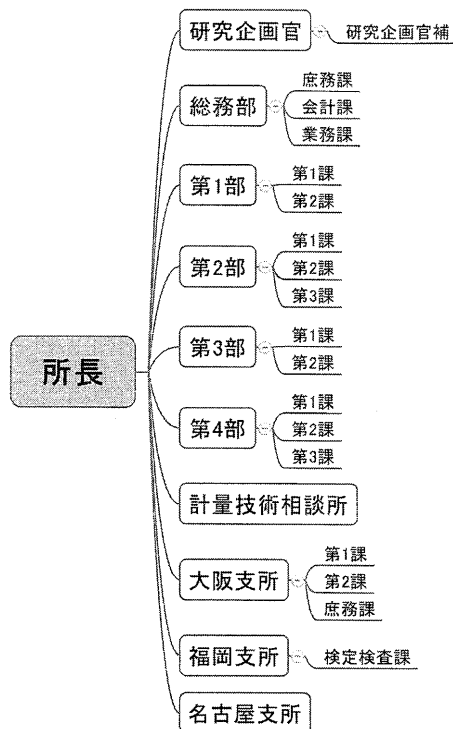 所長
研究企画官
研究企画官補
総務部
庶務課
会計課
業務課
第1部
第1課
第2課
第2部
第1課
第2課
第3課
第3部
第1課
第2課
第4部
第1課
第2課
第3課
計量技術相談所
大阪支所
第1課
第2課
庶務課
福岡支所
検定検査課
名古屋支所